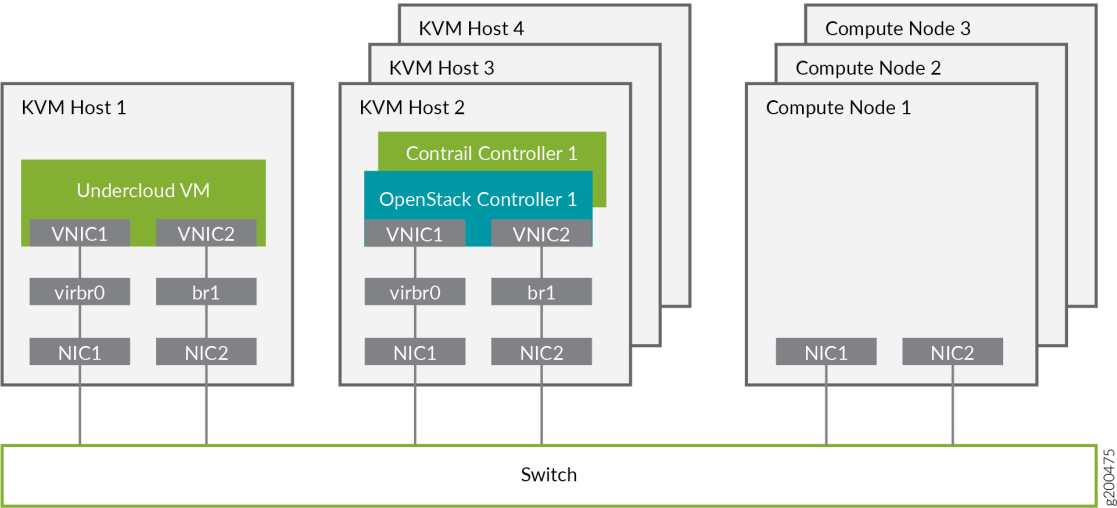 KVM Host 4
KVM Host 3
KVM Host 2
KVM Host 1
Compute Node 3
Compute Node 2
Compute Node 1
Undercloud VM
VNIC1
VNIC2
virbr0
br1
NIC1
NIC2
Contrail Controller 1
OpenStack Controller 1
VNIC1
VNIC2
virbr0
br1
NIC1
NIC2
NIC1
NIC2
Switch
g200475